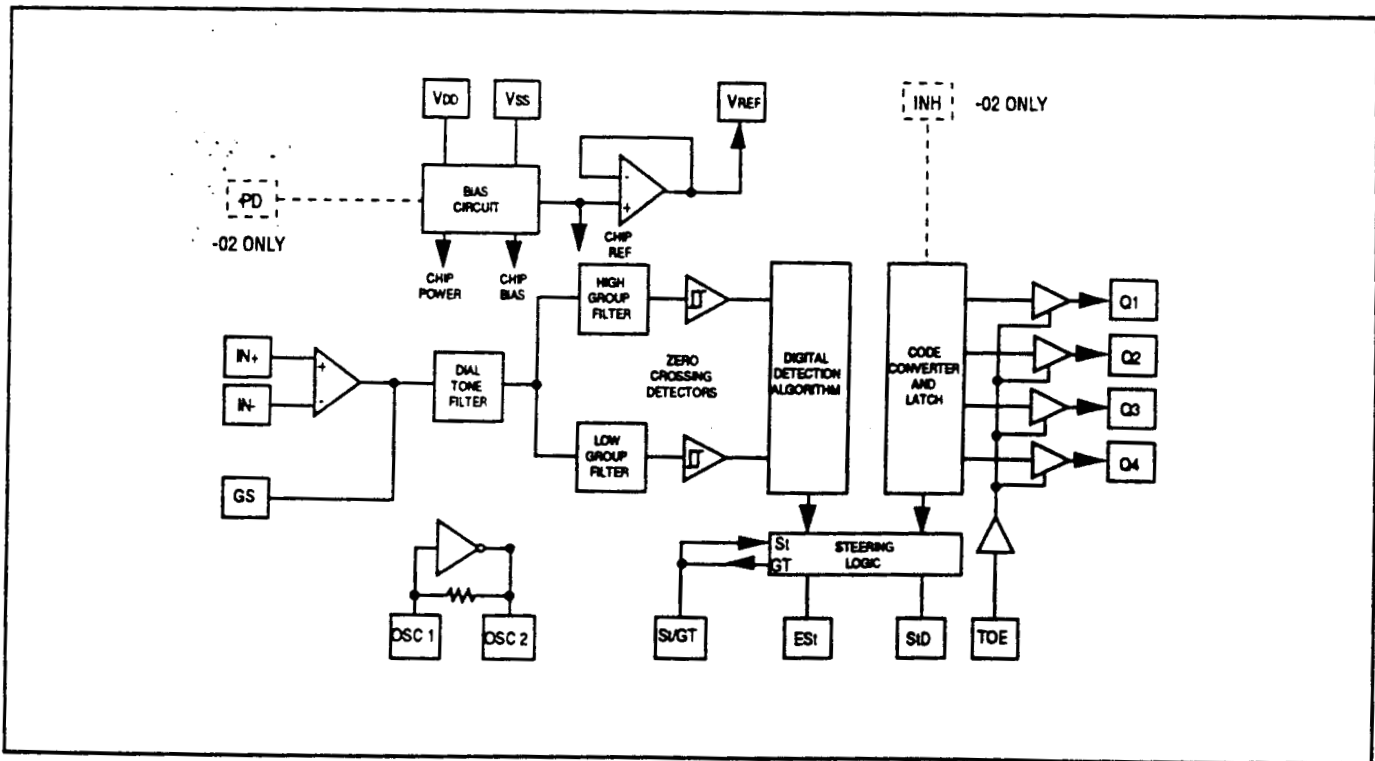 VDD
VSS
VREF
INH
-02 ONLY
PD
-02 ONLY
BIAS
CIRCUIT
-
+
CHIP
REF
CHIP
POWER
CHIP
BIAS
HIGH
GROUP
FILTER
IN+
IN-
+
-
DIAL
TONE
FILTER
ZERO
CROSSING
DETECTORS
DIGITAL
DETECTION
ALGORITHM
CODE
CONVERTER
AND
LATCH
Q1
Q2
Q3
Q4
LOW
GROUP
FILTER
GS
St
GT
STEERING
LOGIC
OSC 1
OSC 2
St/GT
ESt
StD
TOE